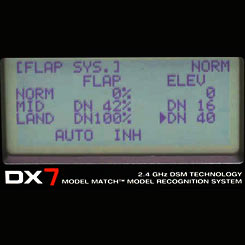 [FLAP SYS.] NORM
FLAP ELEV
NORM 0% 0
MID DN 42% DN 16
LAND DN100% ▶DN 40
AUTO INH
DX7 2.4 GHz DSM TECHNOLOGY
MODEL MATCH™ MODEL RECOGNITION SYSTEM